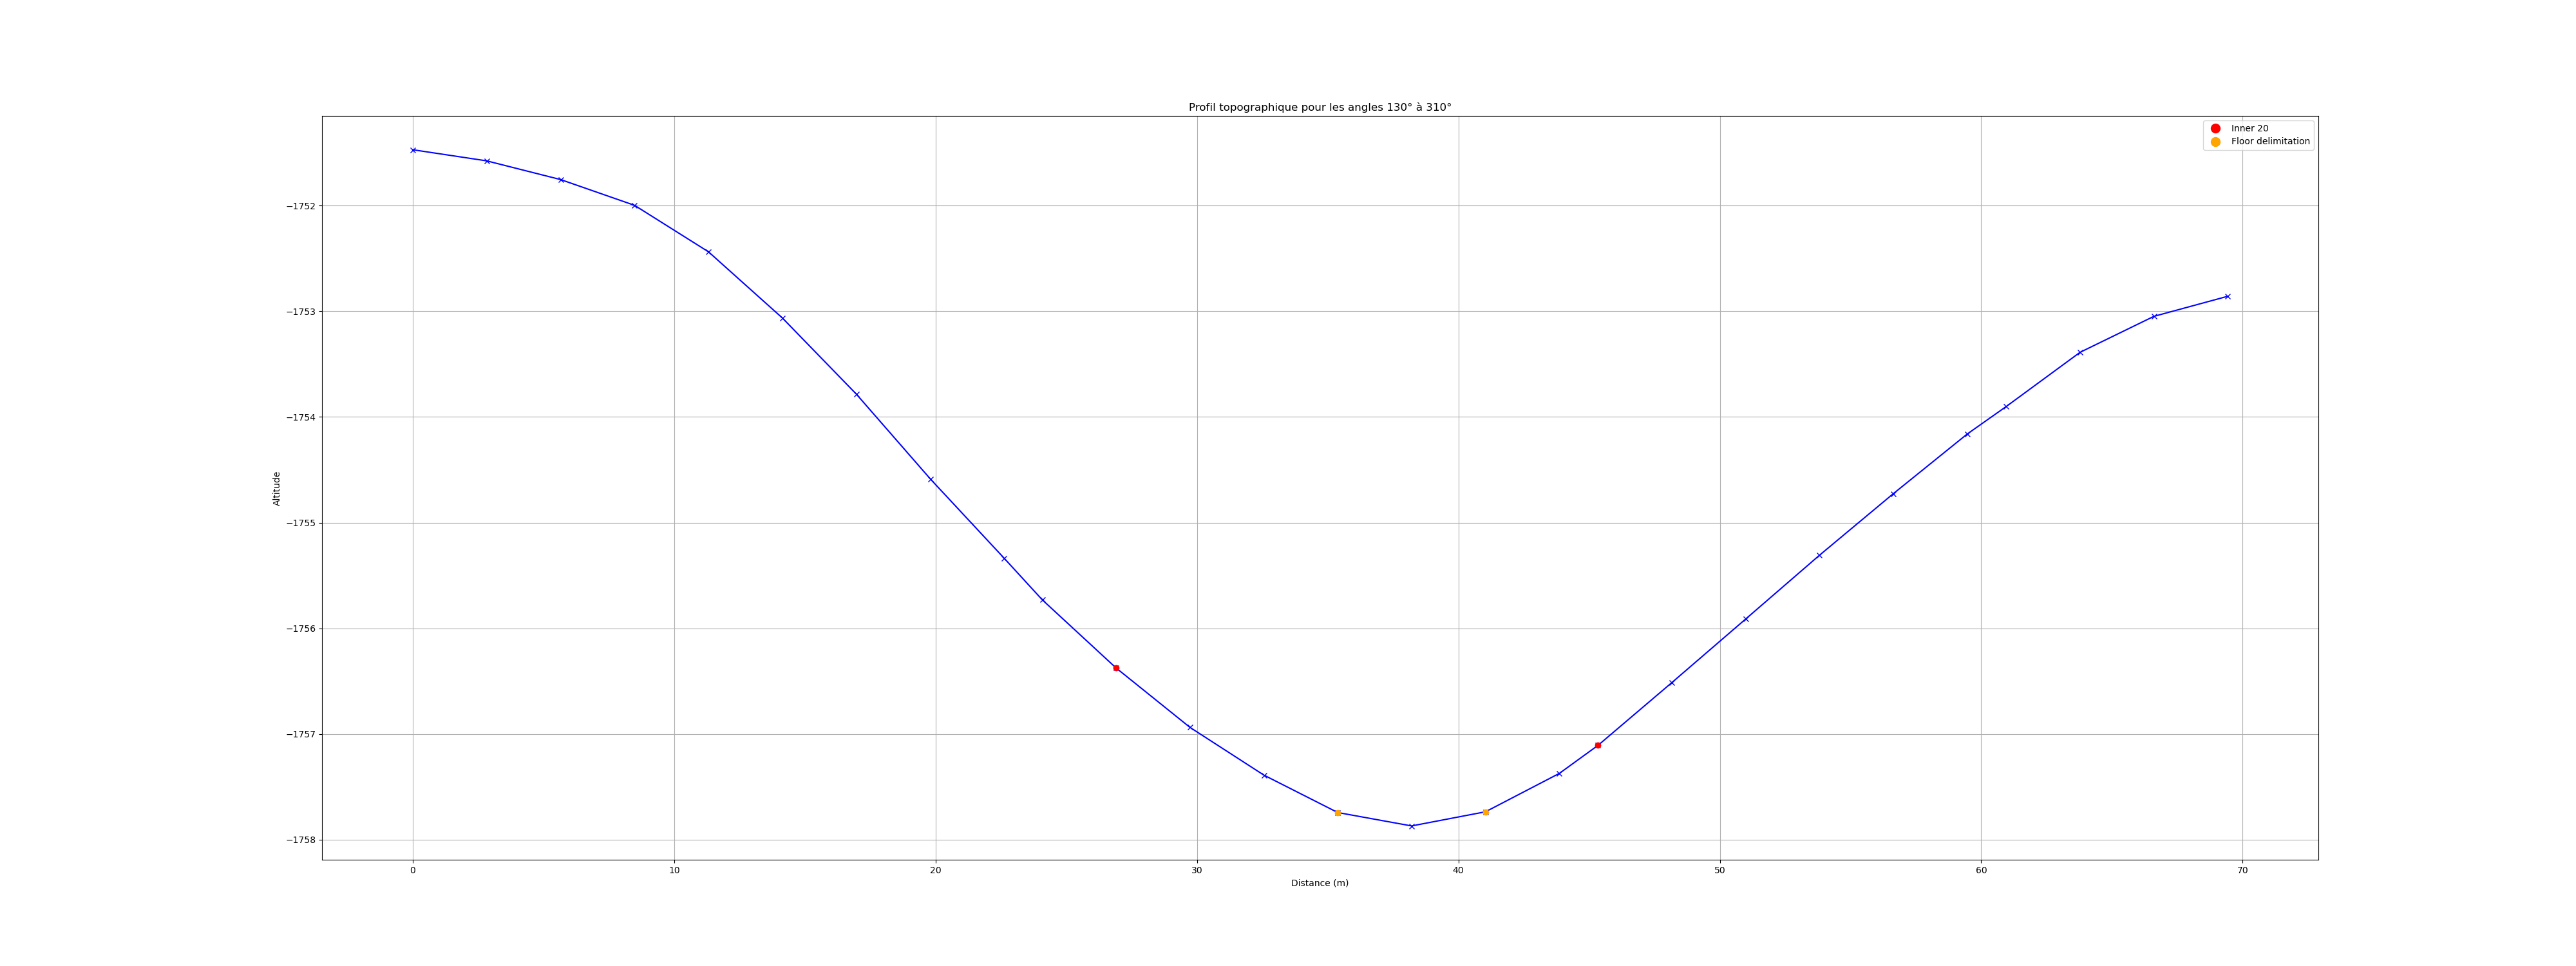 Profil topographique pour les angles 130° à 310°
Inner 20
Floor delimitation
−1752
−1753
−1754
−1755
−1756
−1757
−1758
Altitude
0 10 20 30 40 50 60 70
Distance (m)